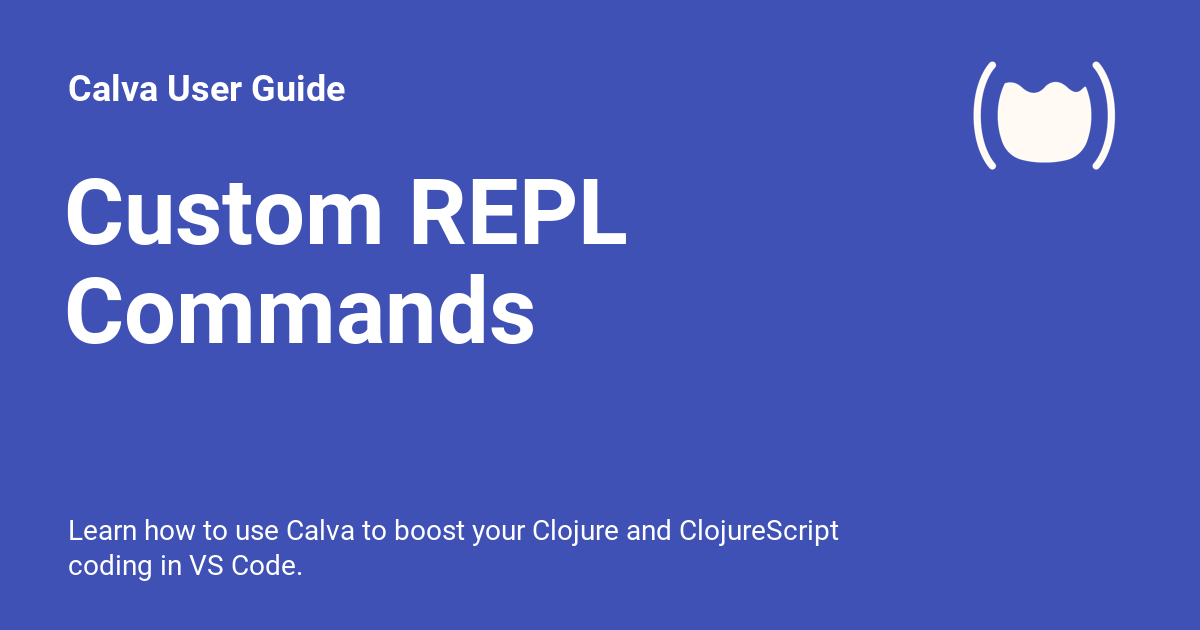 Calva User Guide
Custom REPL
Commands
Learn how to use Calva to boost your Clojure and ClojureScript
coding in VS Code.